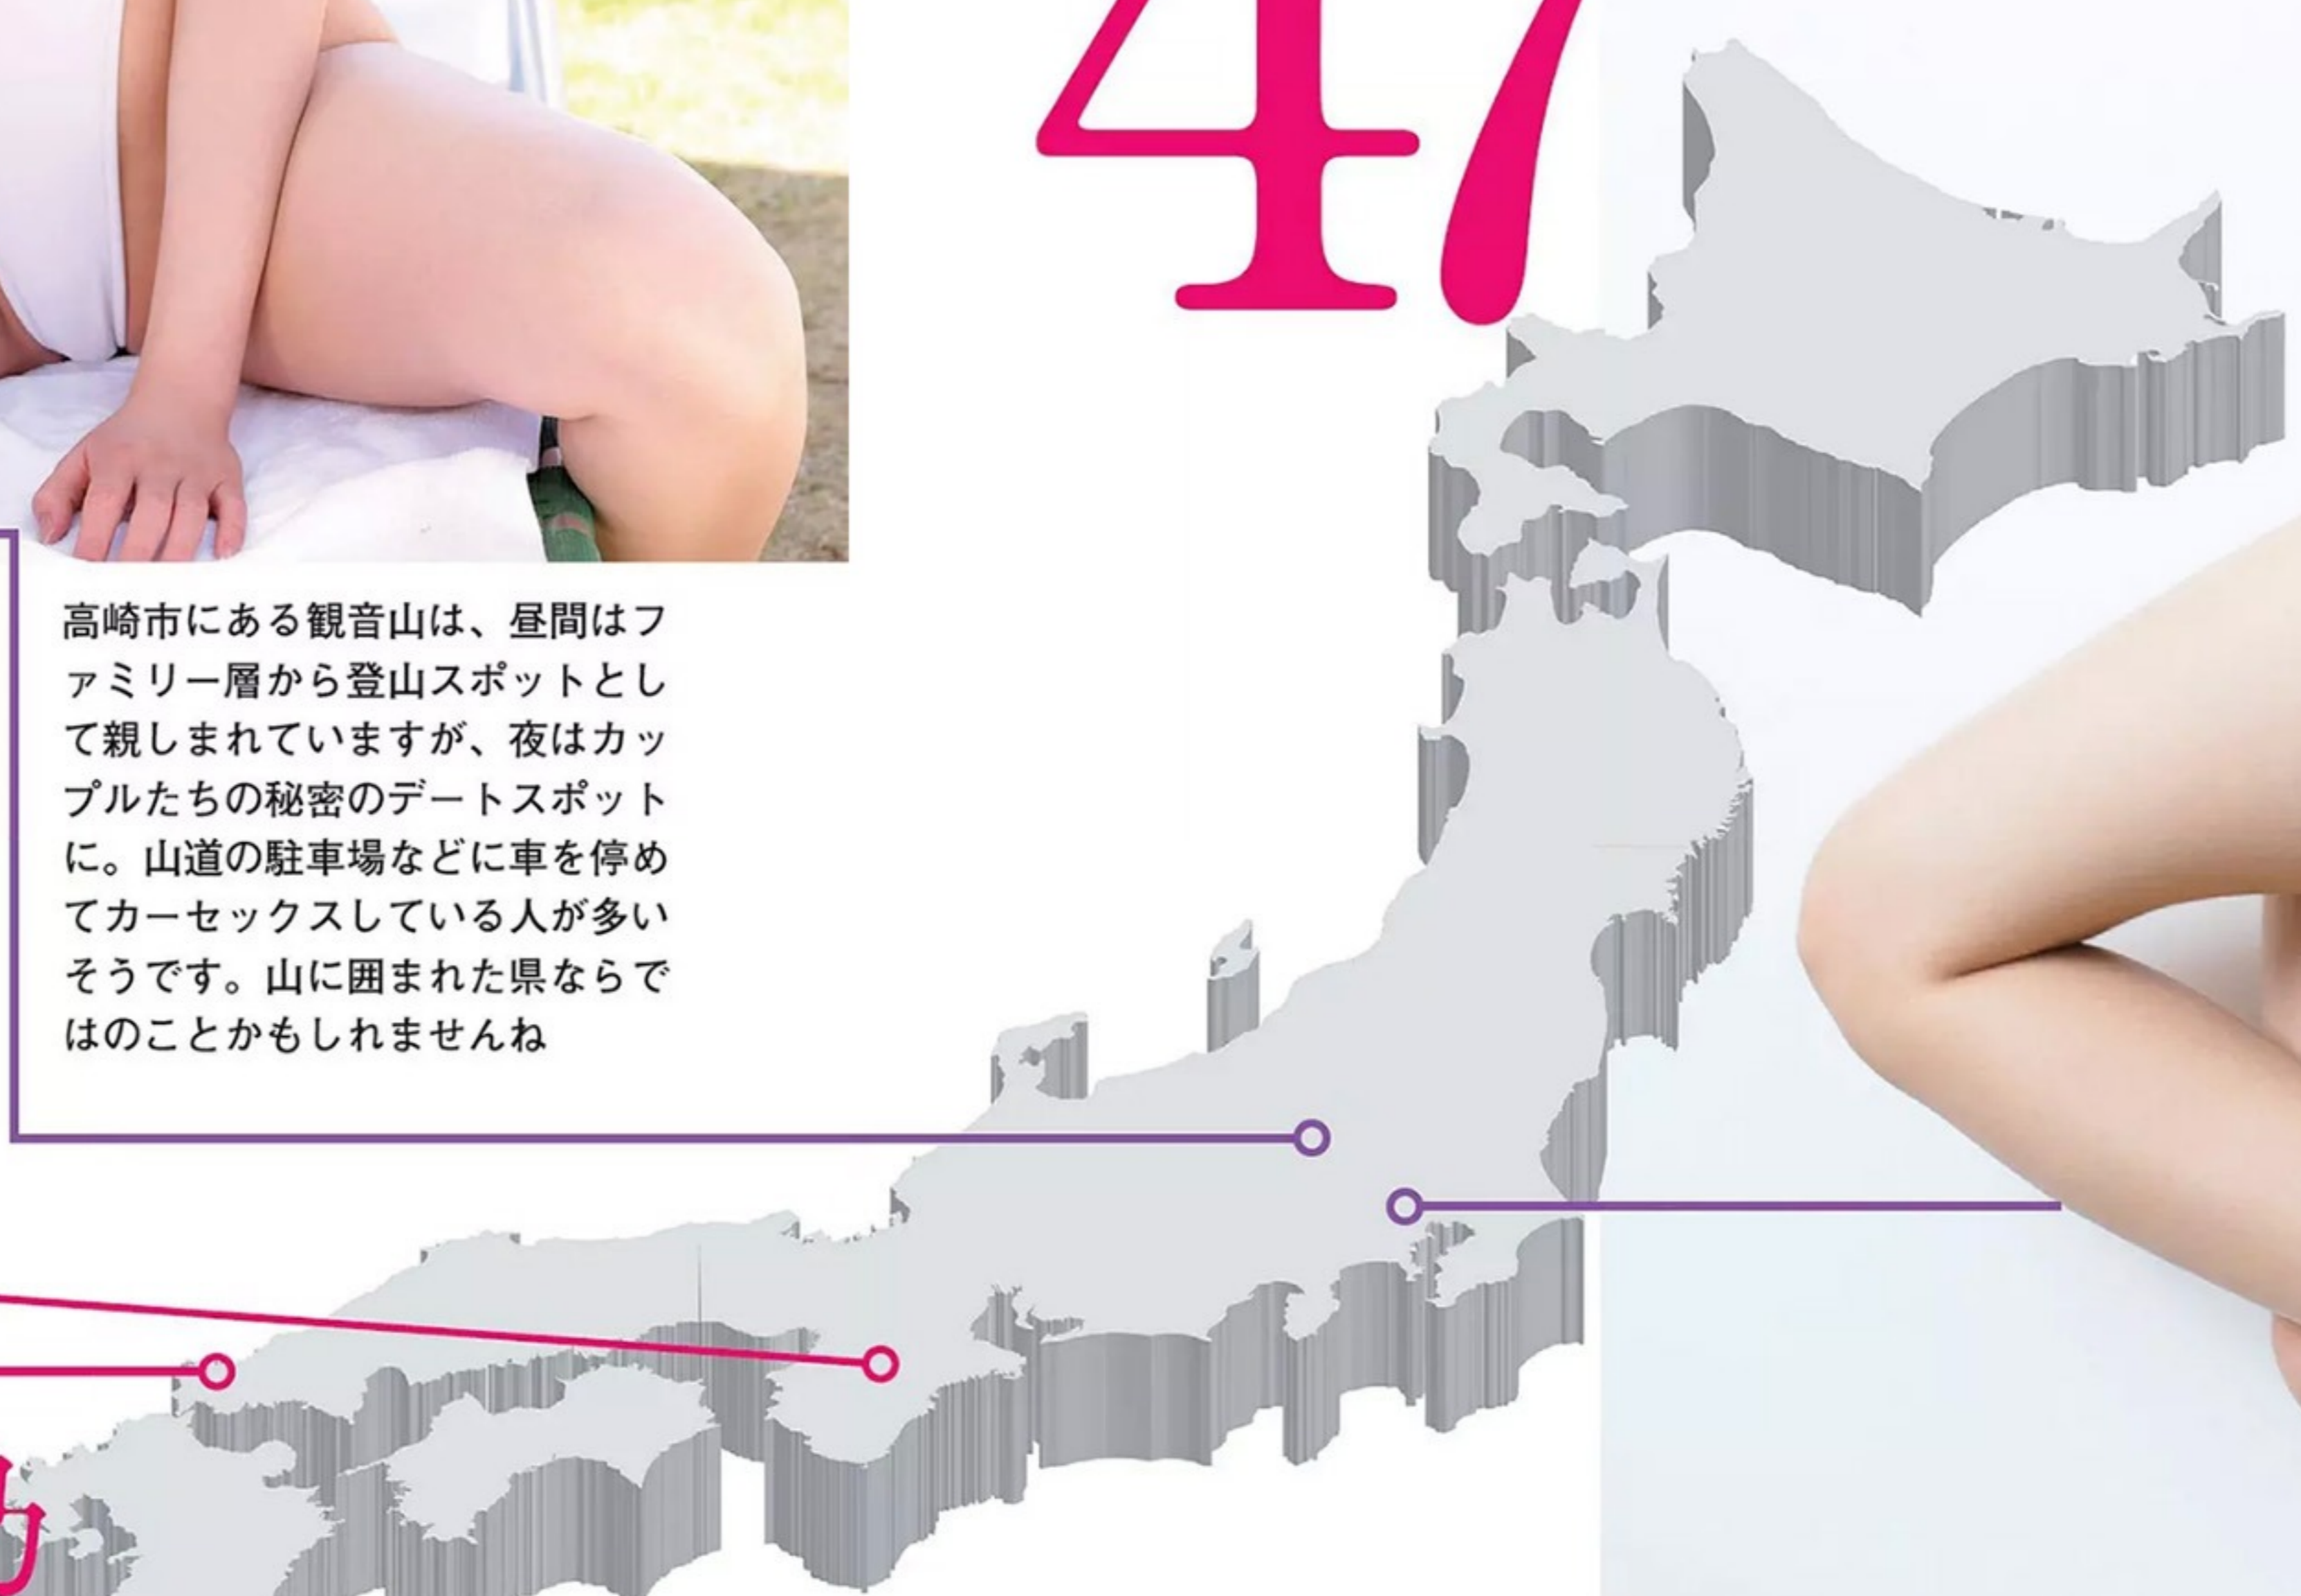 47
高崎市にある観音山は、昼間はフ
ァミリー層から登山スポットとし
て親しまれていますが、夜はカッ
プルたちの秘密のデートスポット
に。山道の駐車場などに車を停め
てカーセックスしている人が多い
そうです。山に囲まれた県ならで
はのことかもしれませんね